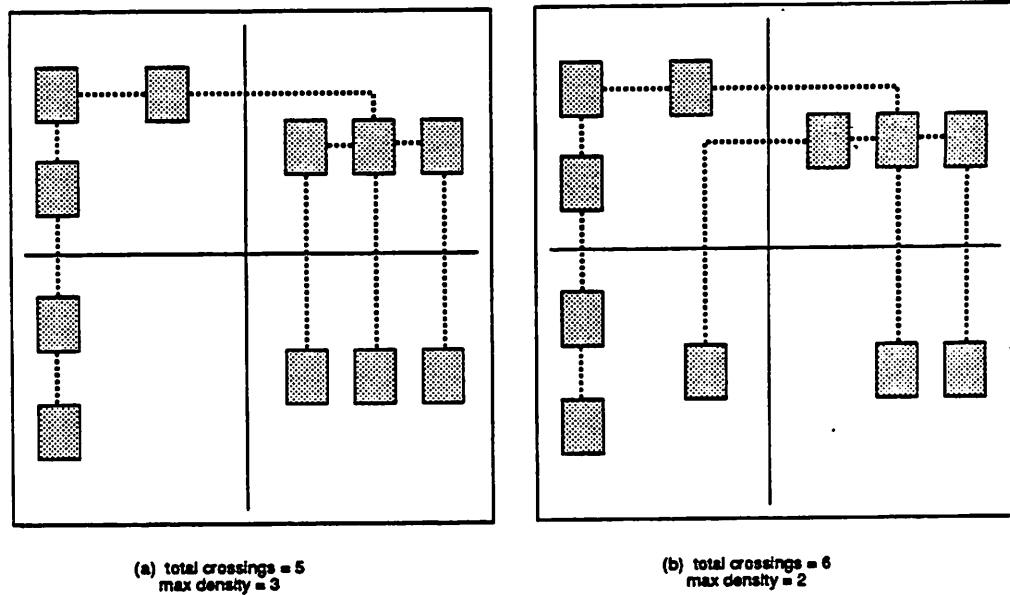 (a) total crossings = 5
max density = 3
(b) total crossings = 6
max density = 2